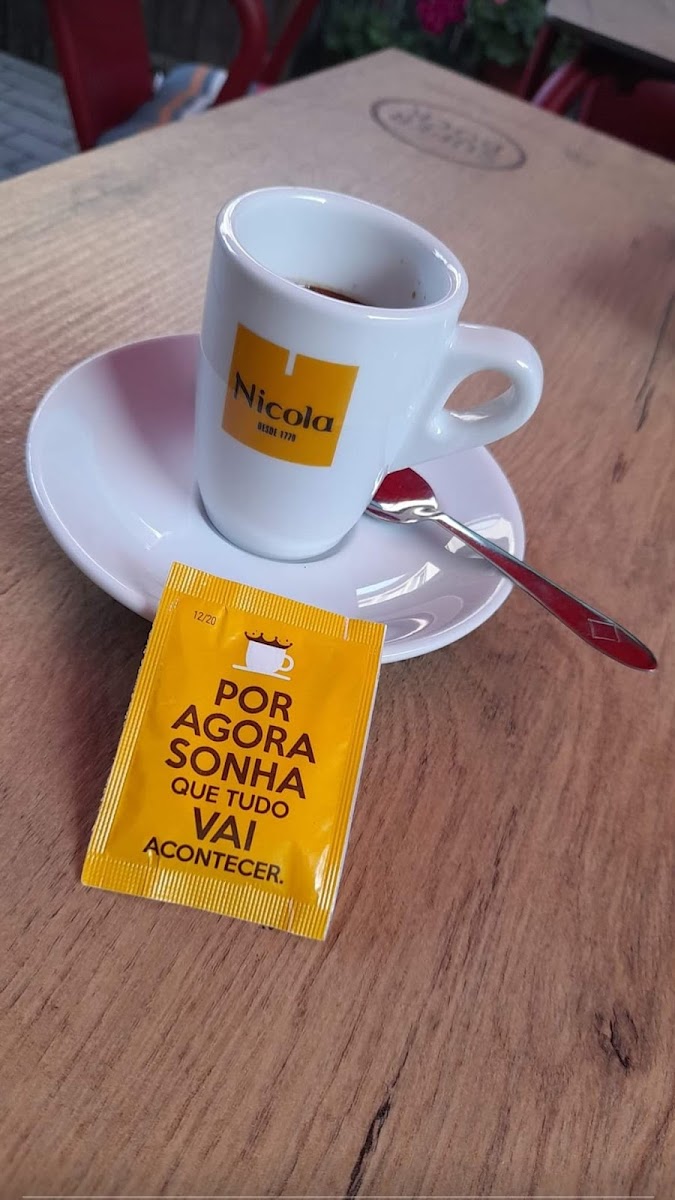 Nicola
DESDE 1779
12/20
POR
AGORA
SONHA
QUE TUDO
VAI
ACONTECER.